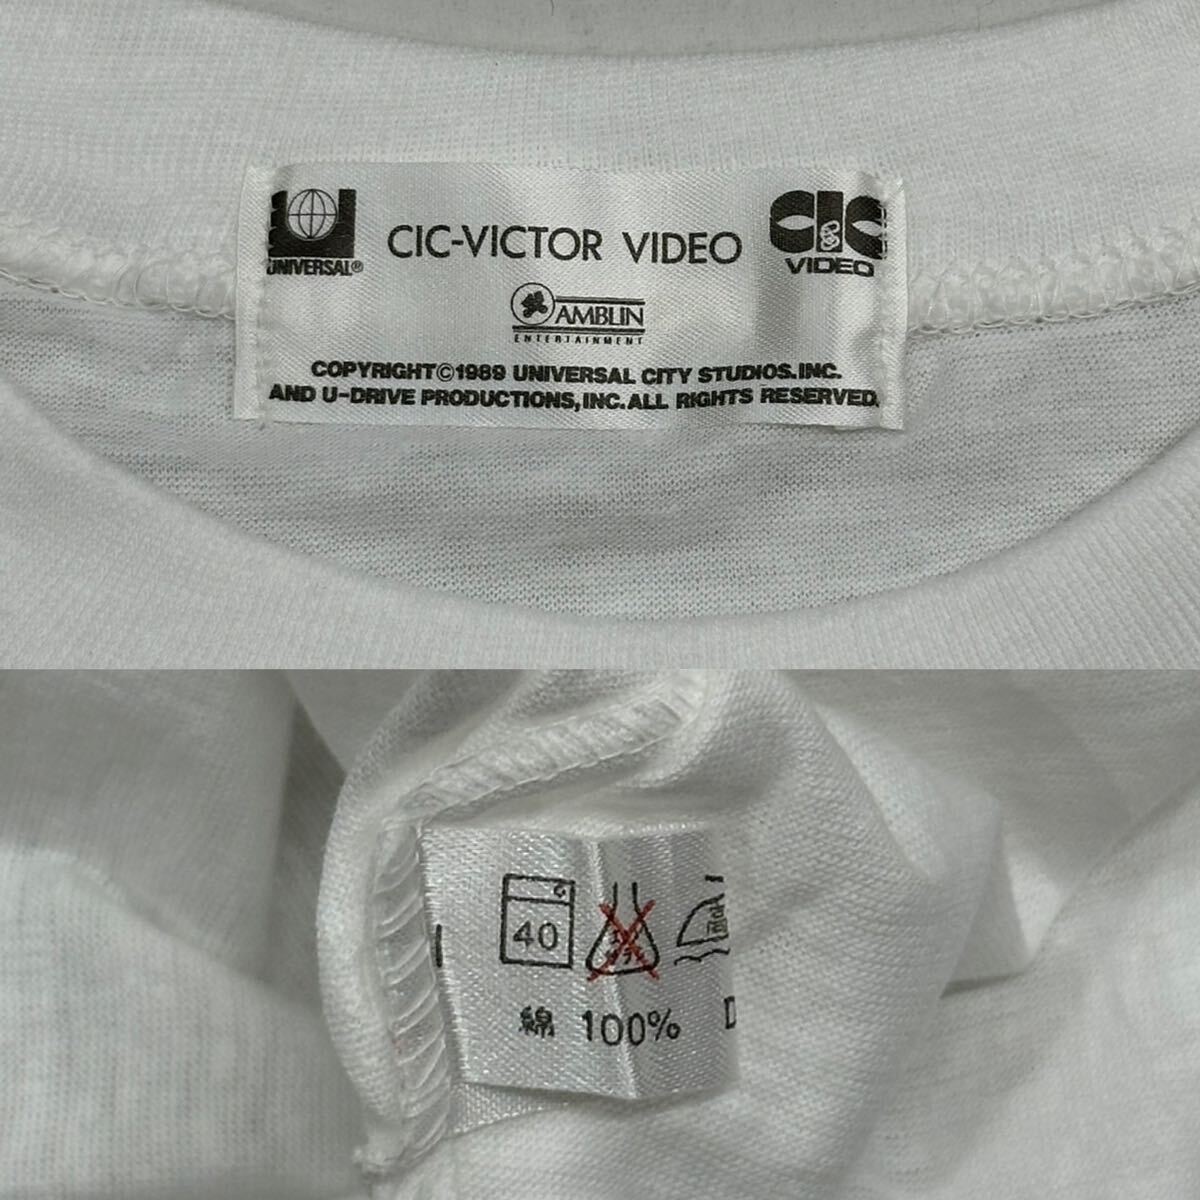 UNIVERSAL®
CIC-VICTOR VIDEO
CIC
VIDEO
AMBLIN
ENTERTAINMENT
COPYRIGHT©1989 UNIVERSAL CITY STUDIOS.INC.
AND U-DRIVE PRODUCTIONS,INC.ALL RIGHTS RESERVED.
40
綿 100%